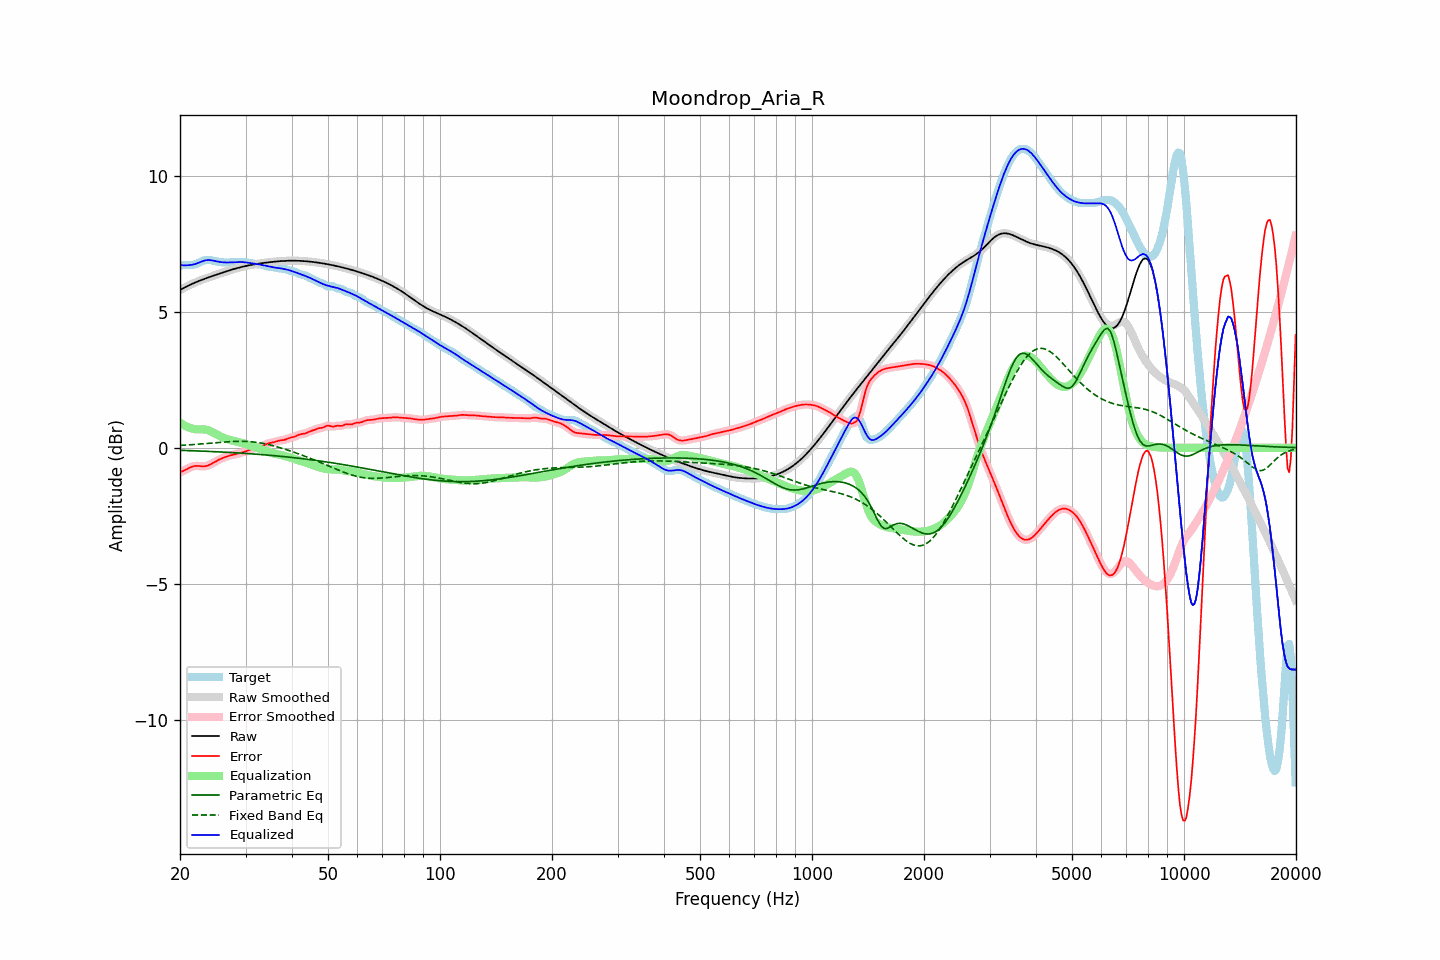 Moondrop_Aria_R
Amplitude (dBr)
10
5
0
−5
−10
Target
Raw Smoothed
Error Smoothed
Raw
Error
Equalization
Parametric Eq
Fixed Band Eq
Equalized
20 50 100 200 500 1000 2000 5000 10000 20000
Frequency (Hz)